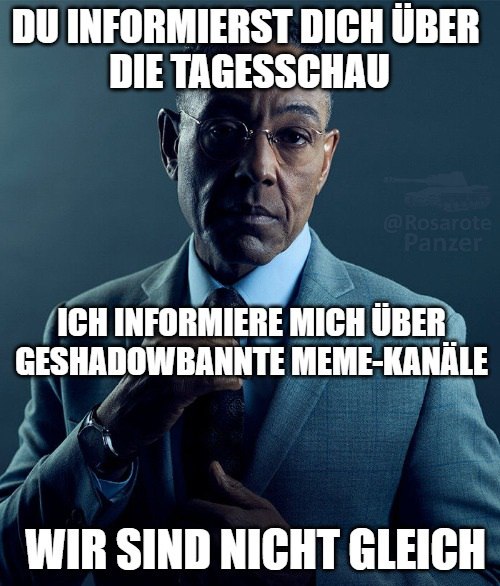 DU INFORMIERST DICH ÜBER
DIE TAGESSCHAU
@Rosarote
Panzer
ICH INFORMIERE MICH ÜBER
GESHADOWBANNTE MEME-KANÄLE
WIR SIND NICHT GLEICH